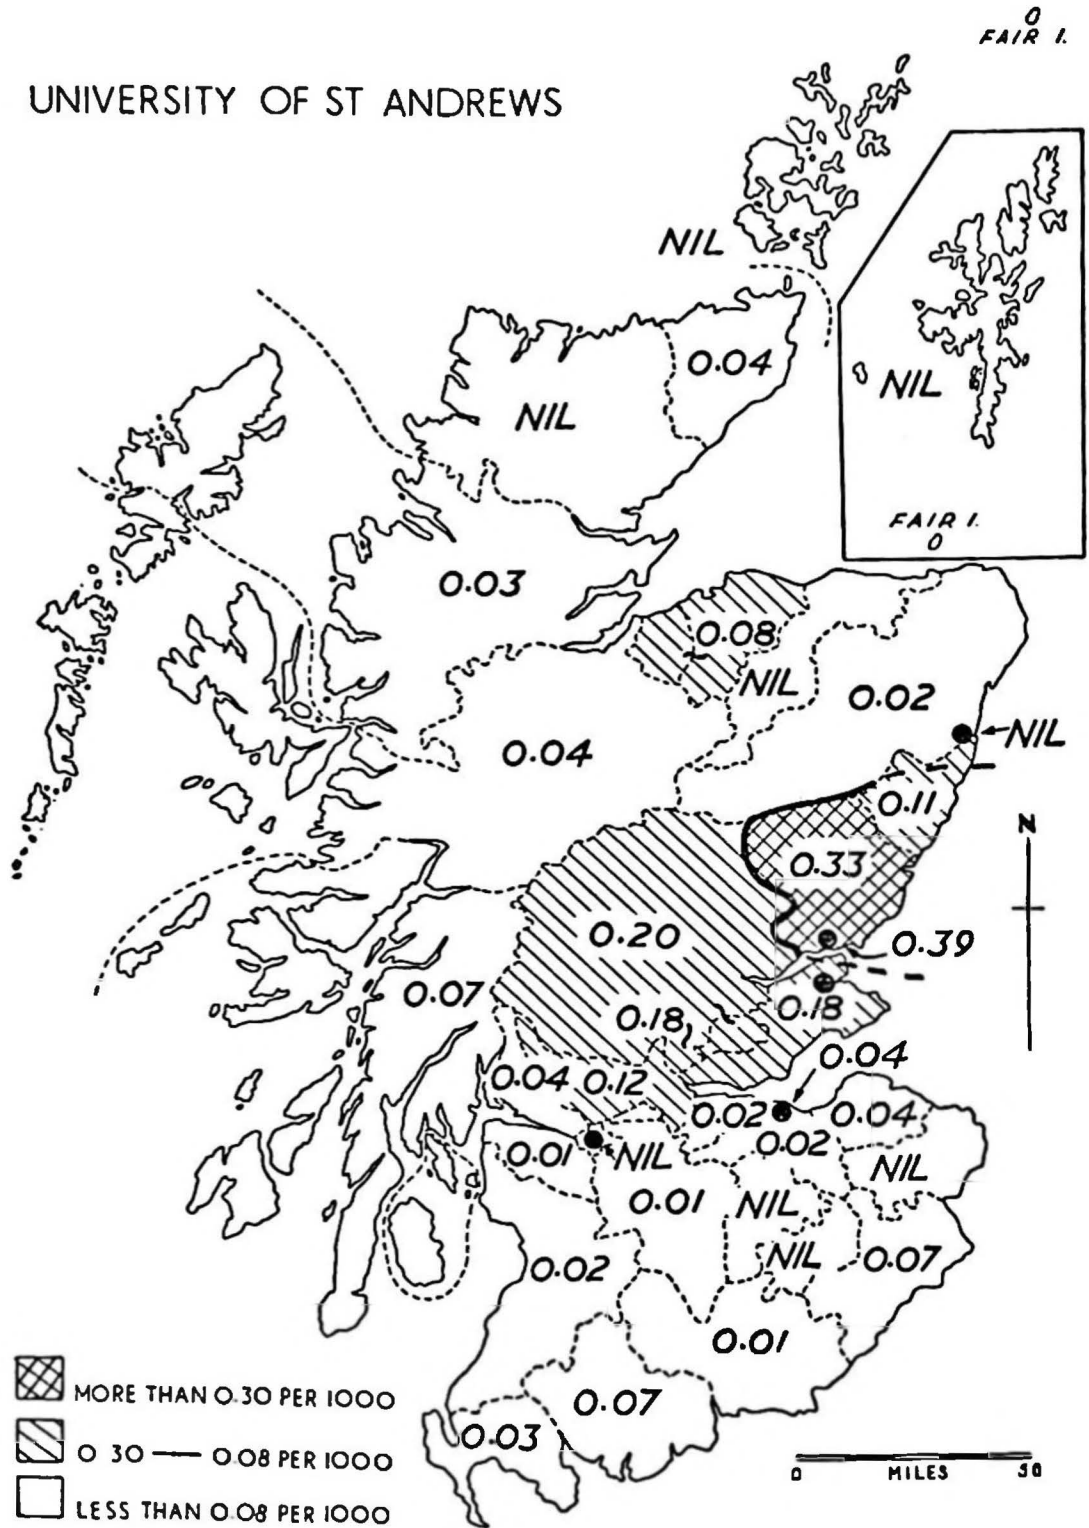 0
FAIR I.
UNIVERSITY OF ST ANDREWS
NIL
0.04
NIL
NIL
FAIR I.
0
0.03
0.08
NIL
0.02
NIL
0.04
0.11
N
0.33
0.20
0.39
0.07
0.18
0.18
0.04
0.04 0.12
0.02
0.04
0.02
0.01
NIL
NIL
0.01
NIL
NIL
0.07
0.02
0.01
MORE THAN 0.30 PER 1000
0.07
0.03
0 30 — 0.08 PER 1000
0 MILES 50
LESS THAN 0.08 PER 1000